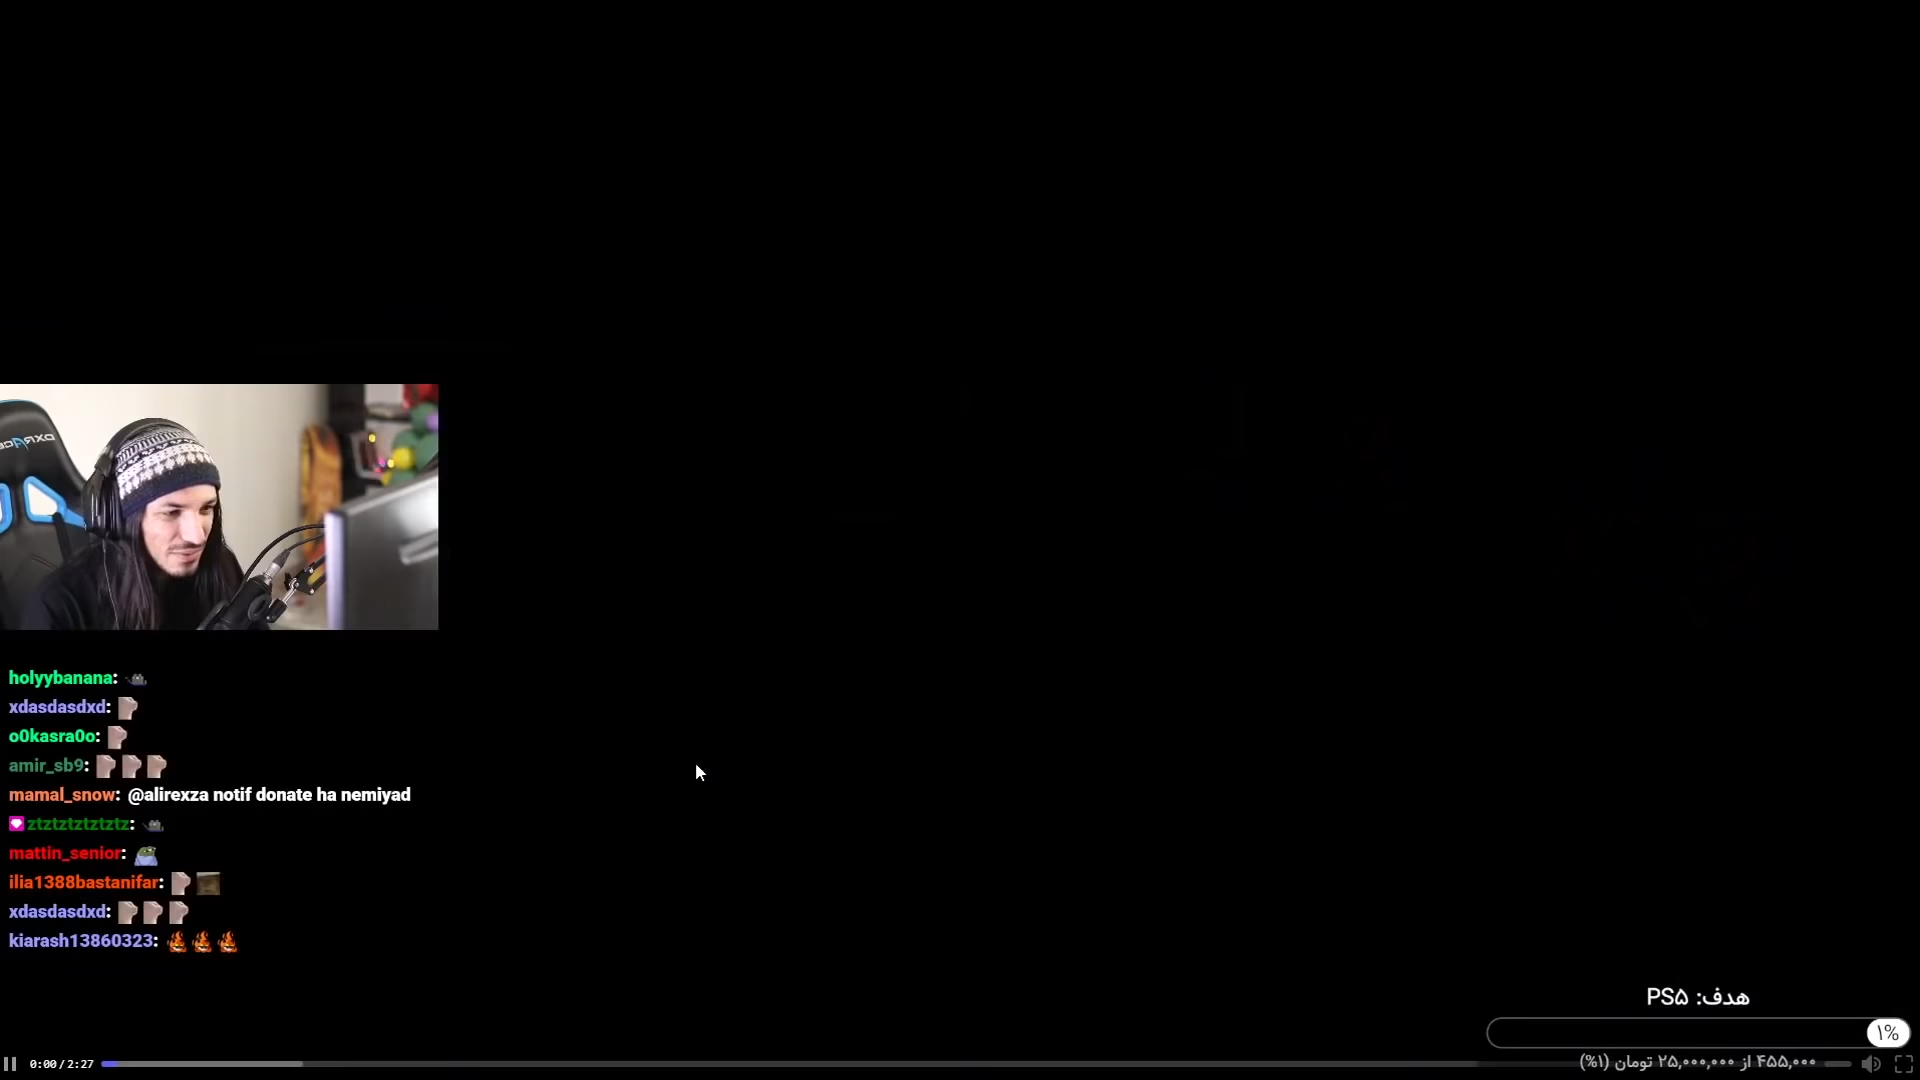 DXRACER
holyybanana:
xdasdasdxd:
o0kasra0o:
amir_sb9:
mamal_snow: @alirexza notif donate ha nemiyad
ztztztztztztz:
mattin_senior:
ilia1388bastanifar:
xdasdasdxd:
kiarash13860323:
هدف: PS۵
۱%
۴۵۵,۰۰۰ از ۲۵,۰۰۰,۰۰۰ تومان (۱%)
0:00 / 2:27